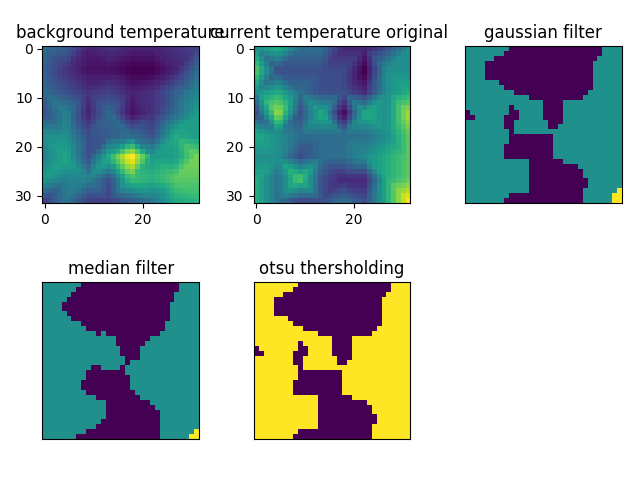 background temperature
current temperature original
gaussian filter
0
10
20
30
0
20
0
10
20
30
0
20
median filter
otsu thersholding